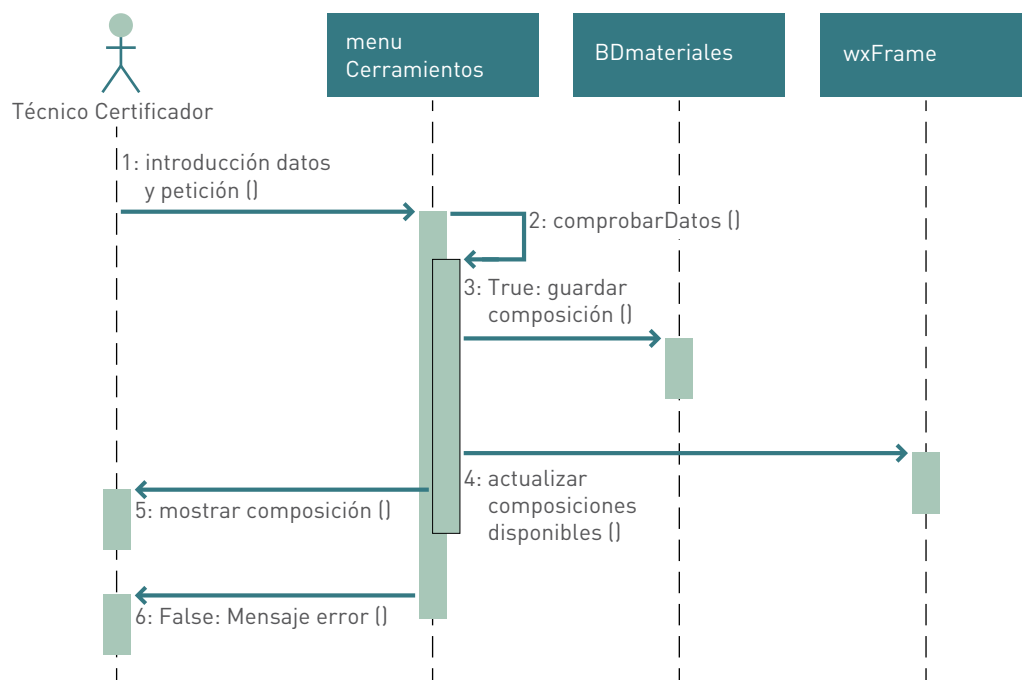 menu
Cerramientos
BDmateriales
wxFrame
Técnico Certificador
1: introducción datos
y petición ()
2: comprobarDatos ()
3: True: guardar
composición ()
4: actualizar
composiciones
disponibles ()
5: mostrar composición ()
6: False: Mensaje error ()